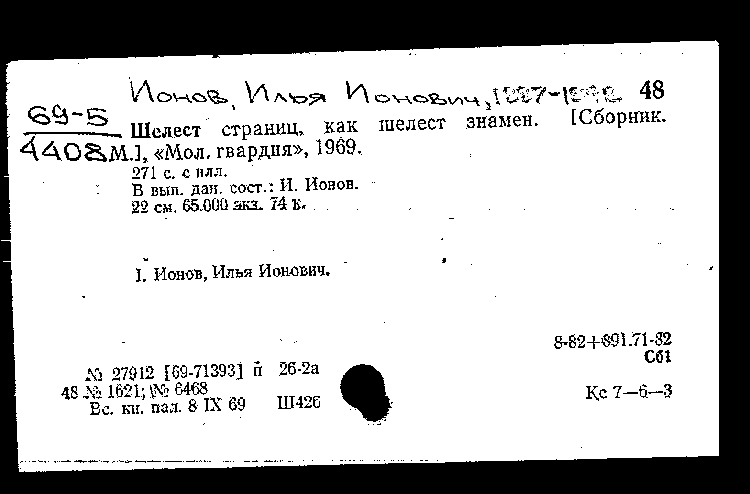 Ионов, Илья Ионович, 48
69-5
4408
Шелест страниц, как шелест знамен. [Сборник.
М.], «Мол. гвардия», 1969.
271 с. с илл.
В вып. дан. сост.: И. Ионов.
22 см. 65.000 экз. 74 к.
I. Ионов, Илья Ионович.
8-82+891.71-82
Сб1
№ 27912 [69-71393] п 26-2а
48 № 1621; № 6468
Вс. кн. пал. 8 IX 69 Ш426
Кс 7—6—3